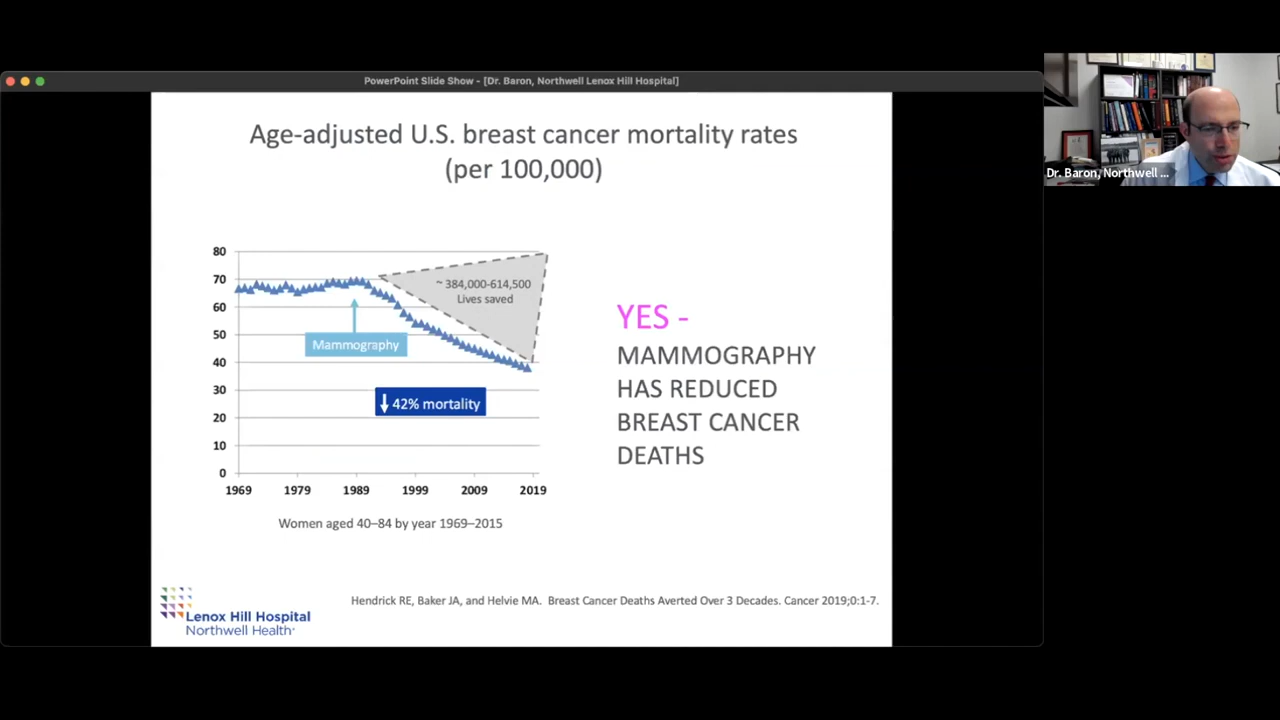 PowerPoint Slide Show - [Dr. Baron, Northwell Lenox Hill Hospital]
Age-adjusted U.S. breast cancer mortality rates
(per 100,000)
Dr. Baron, Northwell ...
80
70
60
50
40
30
20
10
0
~ 384,000-614,500
Lives saved
Mammography
42% mortality
1969 1979 1989 1999 2009 2019
Women aged 40–84 by year 1969–2015
YES -
MAMMOGRAPHY
HAS REDUCED
BREAST CANCER
DEATHS
Hendrick RE, Baker JA, and Helvie MA. Breast Cancer Deaths Averted Over 3 Decades. Cancer 2019;0:1-7.
Lenox Hill Hospital
Northwell Health